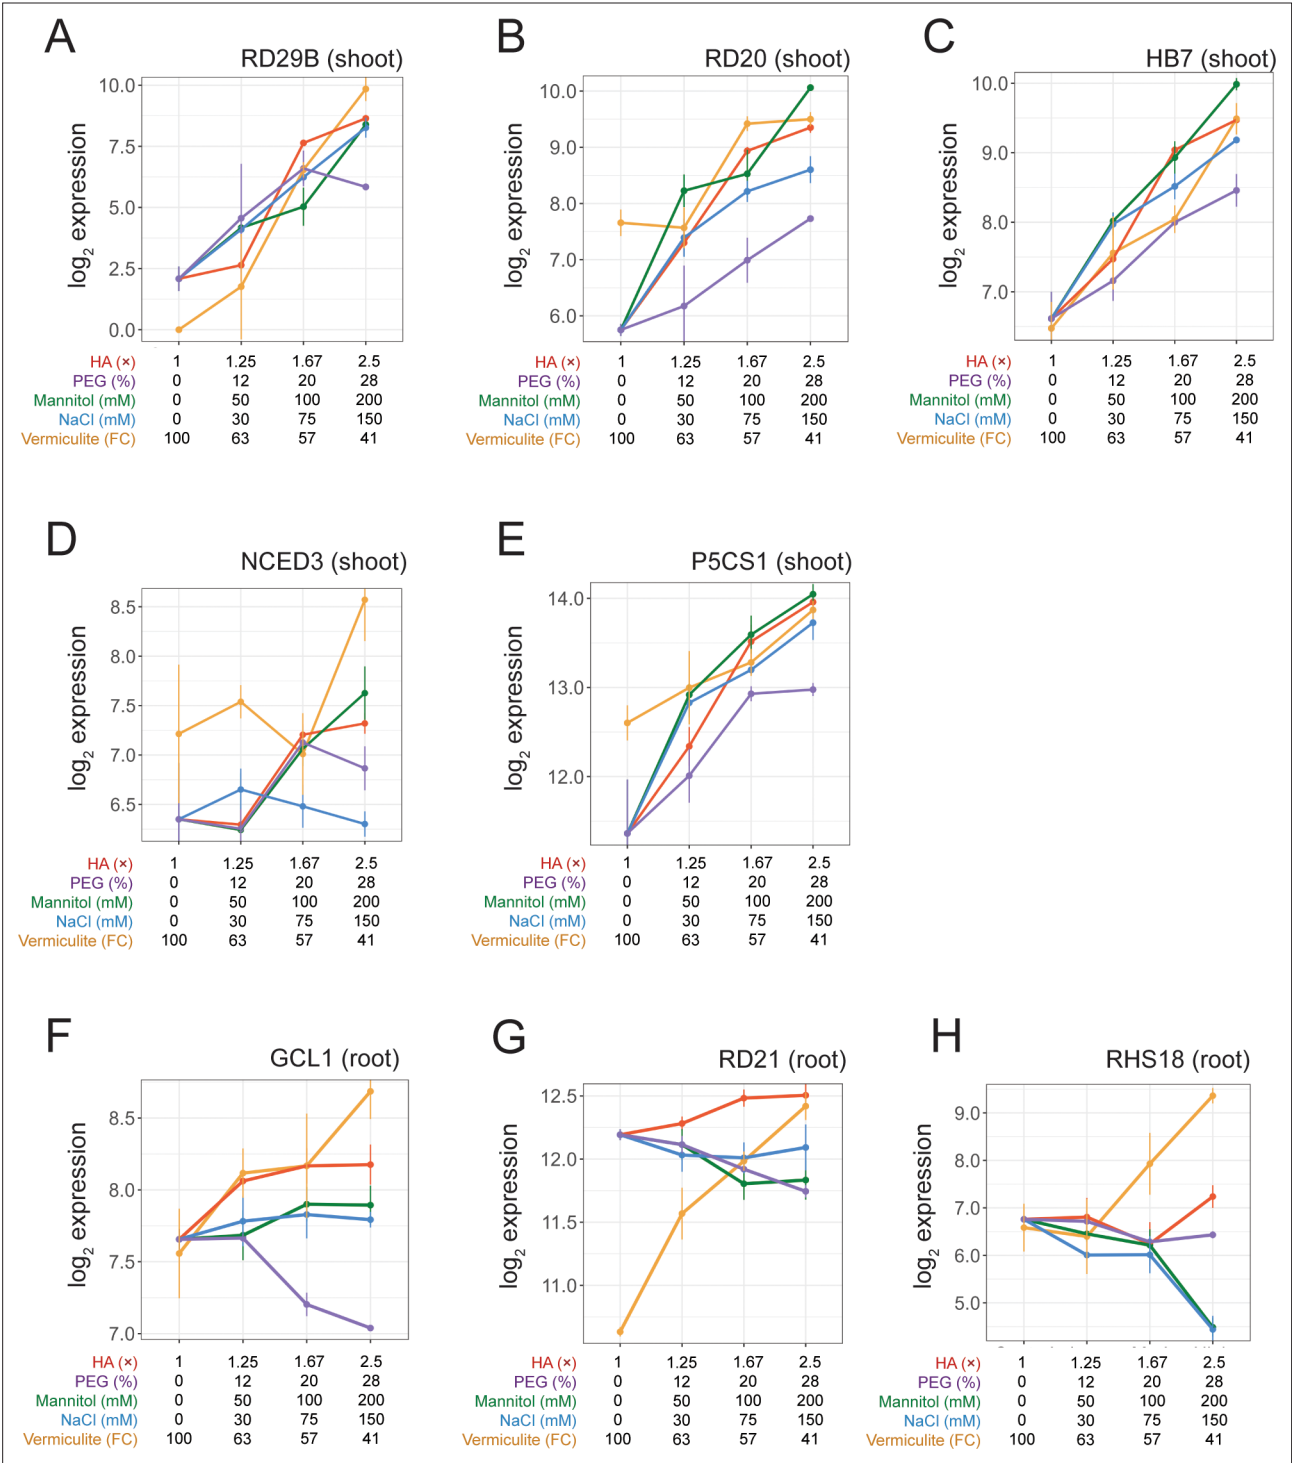 A
RD29B (shoot)
log2 expression
10.0
7.5
5.0
2.5
0.0
HA (×) 1 1.25 1.67 2.5
PEG (%) 0 12 20 28
Mannitol (mM) 0 50 100 200
NaCl (mM) 0 30 75 150
Vermiculite (FC) 100 63 57 41
B
RD20 (shoot)
log2 expression
10.0
9.0
8.0
7.0
6.0
HA (×) 1 1.25 1.67 2.5
PEG (%) 0 12 20 28
Mannitol (mM) 0 50 100 200
NaCl (mM) 0 30 75 150
Vermiculite (FC) 100 63 57 41
C
HB7 (shoot)
log2 expression
10.0
9.0
8.0
7.0
HA (×) 1 1.25 1.67 2.5
PEG (%) 0 12 20 28
Mannitol (mM) 0 50 100 200
NaCl (mM) 0 30 75 150
Vermiculite (FC) 100 63 57 41
D
NCED3 (shoot)
log2 expression
8.5
8.0
7.5
7.0
6.5
HA (×) 1 1.25 1.67 2.5
PEG (%) 0 12 20 28
Mannitol (mM) 0 50 100 200
NaCl (mM) 0 30 75 150
Vermiculite (FC) 100 63 57 41
E
P5CS1 (shoot)
log2 expression
14.0
13.0
12.0
HA (×) 1 1.25 1.67 2.5
PEG (%) 0 12 20 28
Mannitol (mM) 0 50 100 200
NaCl (mM) 0 30 75 150
Vermiculite (FC) 100 63 57 41
F
GCL1 (root)
log2 expression
8.5
8.0
7.5
7.0
HA (×) 1 1.25 1.67 2.5
PEG (%) 0 12 20 28
Mannitol (mM) 0 50 100 200
NaCl (mM) 0 30 75 150
Vermiculite (FC) 100 63 57 41
G
RD21 (root)
log2 expression
12.5
12.0
11.5
11.0
HA (×) 1 1.25 1.67 2.5
PEG (%) 0 12 20 28
Mannitol (mM) 0 50 100 200
NaCl (mM) 0 30 75 150
Vermiculite (FC) 100 63 57 41
H
RHS18 (root)
log2 expression
9.0
8.0
7.0
6.0
5.0
HA (×) 1 1.25 1.67 2.5
PEG (%) 0 12 20 28
Mannitol (mM) 0 50 100 200
NaCl (mM) 0 30 75 150
Vermiculite (FC) 100 63 57 41